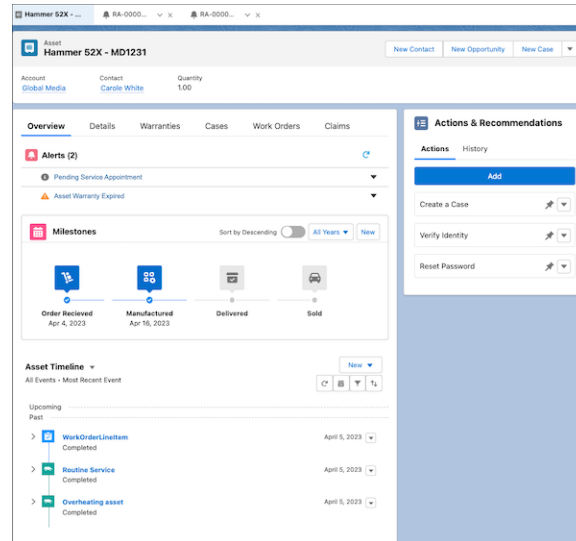 Hammer 52X - ...
RA-0000...
RA-0000...
Asset
Hammer 52X - MD1231
New Contact
New Opportunity
New Case
Account
Contact
Quantity
Global Media
Carole White
1.00
Overview
Details
Warranties
Cases
Work Orders
Claims
Alerts (2)
Pending Service Appointment
Asset Warranty Expired
Milestones
Sort by Descending
All Years
New
Order Recieved
Manufactured
Delivered
Sold
Apr 4, 2023
Apr 16, 2023
Asset Timeline
New
All Events • Most Recent Event
Upcoming
Past
WorkOrderLineItem
April 5, 2023
Completed
Routine Service
April 5, 2023
Completed
Overheating asset
April 5, 2023
Completed
Actions & Recommendations
Actions
History
Add
Create a Case
Verify Identity
Reset Password